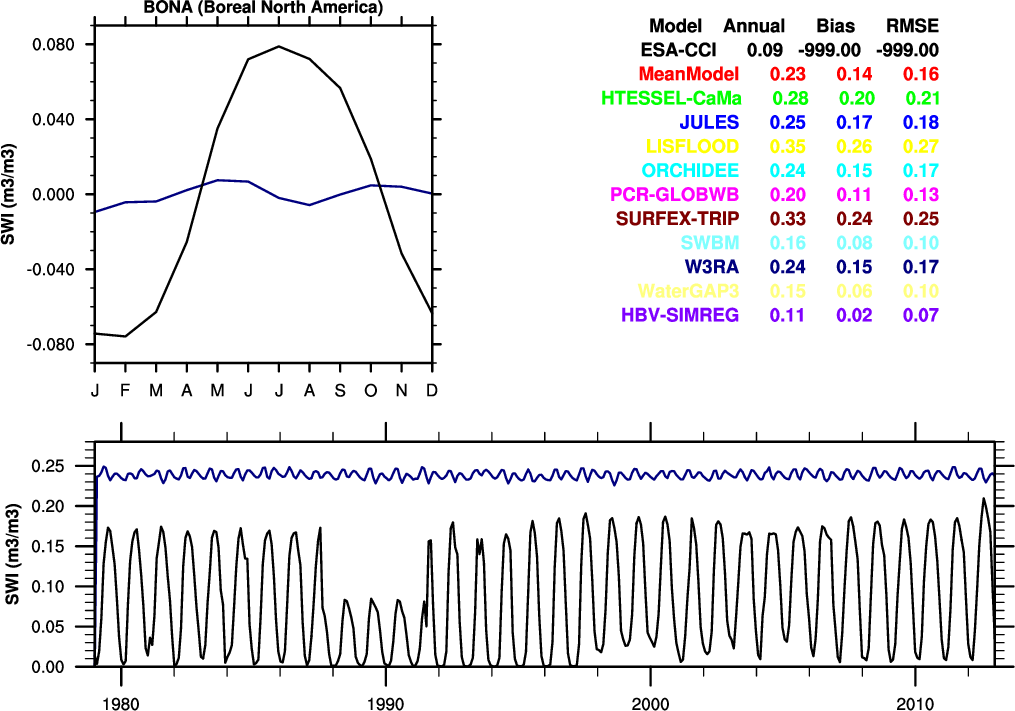 BONA (Boreal North America)
0.080
0.040
0.000
-0.040
-0.080
SWI (m3/m3)
J F M A M J J A S O N D
Model Annual Bias RMSE
ESA-CCI 0.09 -999.00 -999.00
MeanModel 0.23 0.14 0.16
HTESSEL-CaMa 0.28 0.20 0.21
JULES 0.25 0.17 0.18
LISFLOOD 0.35 0.26 0.27
ORCHIDEE 0.24 0.15 0.17
PCR-GLOBWB 0.20 0.11 0.13
SURFEX-TRIP 0.33 0.24 0.25
SWBM 0.16 0.08 0.10
W3RA 0.24 0.15 0.17
WaterGAP3 0.15 0.06 0.10
HBV-SIMREG 0.11 0.02 0.07
0.25
0.20
0.15
0.10
0.05
0.00
SWI (m3/m3)
1980 1990 2000 2010